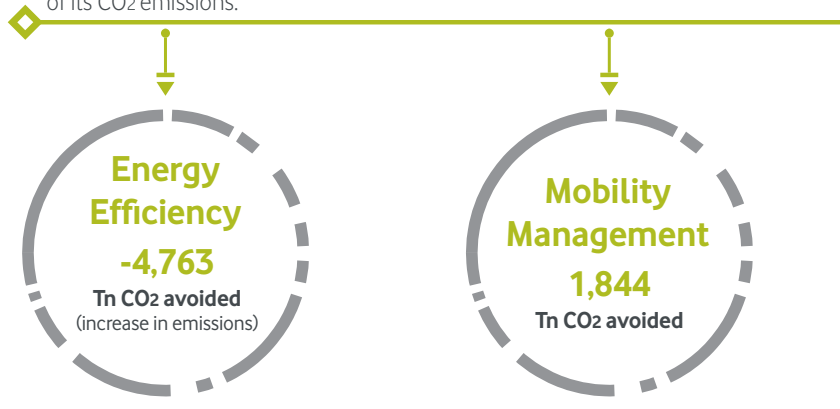 of its CO2 emissions.
Energy
Efficiency
-4,763
Tn CO2 avoided
(increase in emissions)
Mobility
Management
1,844
Tn CO2 avoided